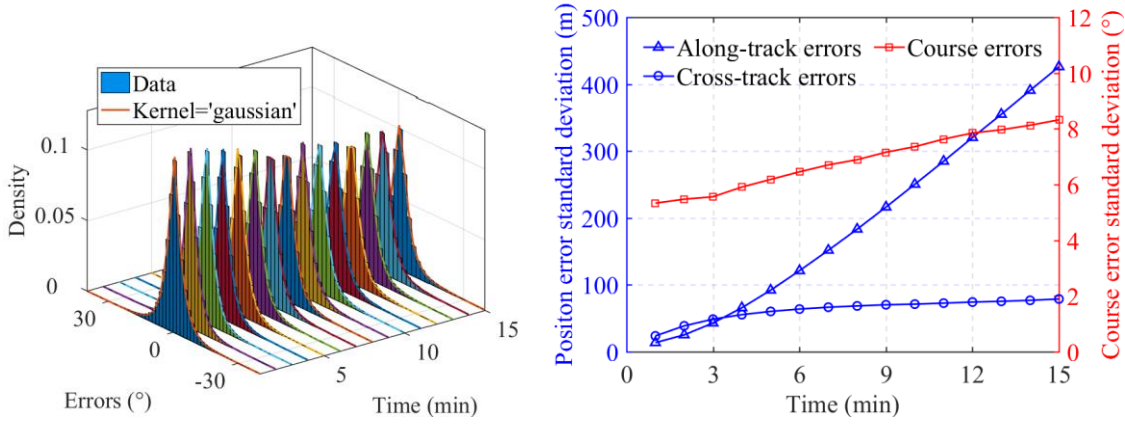 Data
Kernel='gaussian'
Density
0.1
0.05
0
30
0
-30
Errors (°)
5
10
15
Time (min)
Positon error standard deviation (m)
500
400
300
200
100
0
Along-track errors
Course errors
Cross-track errors
0
3
6
9
12
15
Time (min)
12
10
8
6
4
2
0
Course error standard deviation (°)